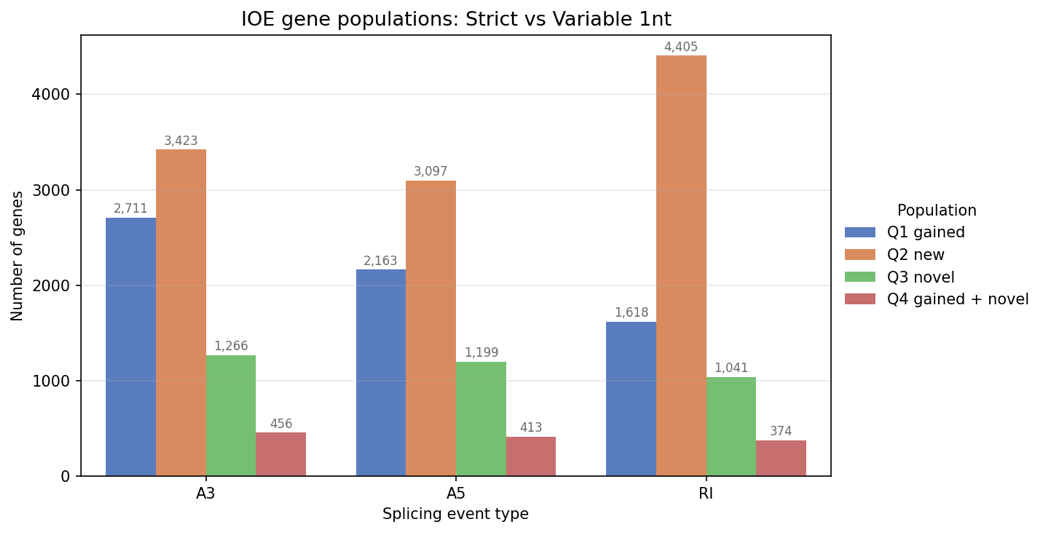 IOE gene populations: Strict vs Variable 1nt
Number of genes
4000
3000
2000
1000
0
2,711
3,423
1,266
456
2,163
3,097
1,199
413
1,618
4,405
1,041
374
A3
A5
RI
Splicing event type
Population
Q1 gained
Q2 new
Q3 novel
Q4 gained + novel